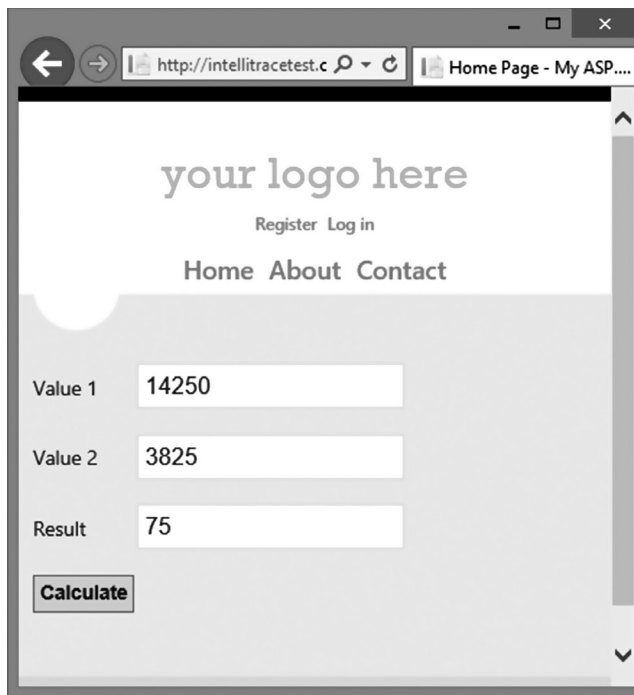 http://intellitracetest.c
Home Page - My ASP....
your logo here
Register Log in
Home About Contact
Value 1 14250
Value 2 3825
Result 75
Calculate